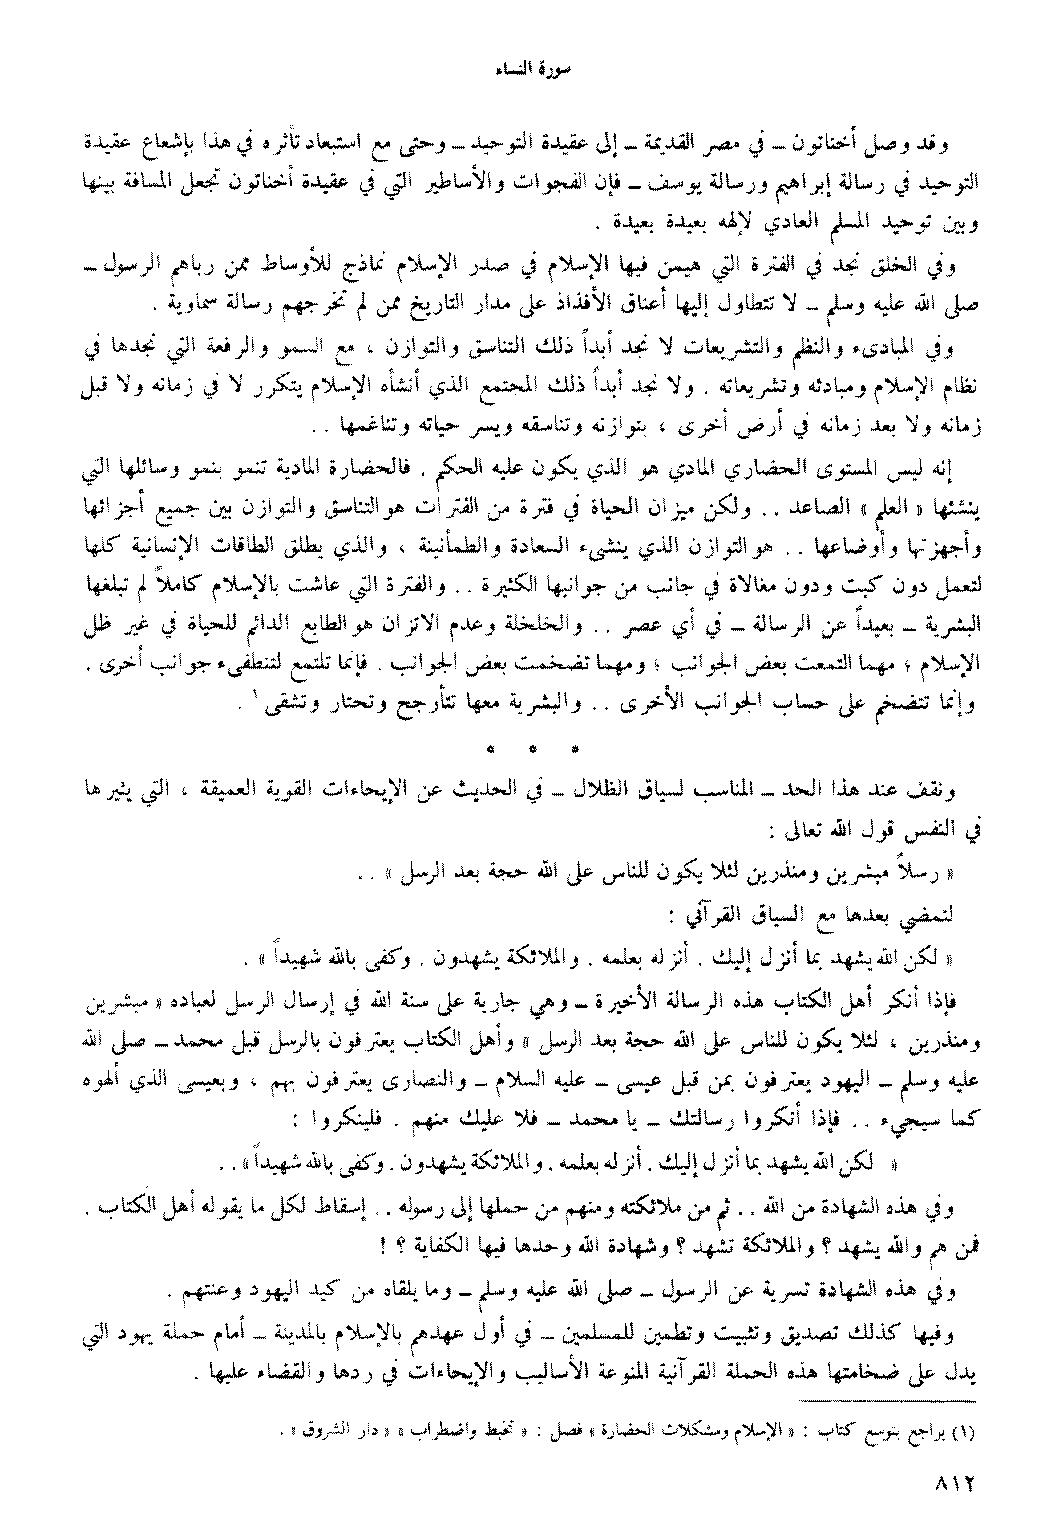 سورة النساء
وقد وصل أخناتون – في مصر القديمة – إلى عقيدة التوحيد – وحتى مع استبعاد تأثره في هذا بإشعاع عقيدة
التوحيد في رسالة إبراهيم ورسالة يوسف – فإن الفجوات والأساطير التي في عقيدة أخناتون تجعل المسافة بينها
وبين توحيد المسلم العادي لإلهه بعيدة بعيدة .
وفي الخلق نجد في الفترة التي هيمن فيها الإسلام في صدر الإسلام نماذج للأوساط ممن رباهم الرسول –
صلى الله عليه وسلم – لا تتطاول إليها أعناق الأفذاذ على مدار التاريخ ممن لم تخرجهم رسالة سماوية .
وفي المبادىء والنظم والتشريعات لا نجد أبداً ذلك التناسق والتوازن ، مع السمو والرفعة التي نجدها في
نظام الإسلام ومبادئه وتشريعاته . ولا نجد أبداً ذلك المجتمع الذي أنشأه الإسلام يتكرر لا في زمانه ولا قبل
زمانه ولا بعد زمانه في أرض أخرى ، بتوازنه وتناسقه ويسر حياته وتناغمها ..
إنه ليس المستوى الحضاري المادي هو الذي يكون عليه الحكم . فالحضارة المادية تنمو بنمو وسائلها التي
ينشئها « العلم » الصاعد .. ولكن ميزان الحياة في فترة من الفترات هو التناسق والتوازن بين جميع أجزائها
وأجهزتها وأوضاعها .. هو التوازن الذي ينشىء السعادة والطمأنينة ، والذي يطلق الطاقات الإنسانية كلها
لتعمل دون كبت ودون مغالاة في جانب من جوانبها الكثيرة .. والفترة التي عاشت بالإسلام كاملاً لم تبلغها
البشرية – بعيداً عن الرسالة – في أي عصر .. والخلخلة وعدم الاتزان هو الطابع الدائم للحياة في غير ظل
الإسلام ؛ مهما التمعت بعض الجوانب ؛ ومهما تضخمت بعض الجوانب . فإنما تلتمع لتنطفىء جوانب أخرى .
وإنما تتضخم على حساب الجوانب الأخرى .. والبشرية معها تتأرجح وتحتار وتشقى ١ .
* * *
ونقف عند هذا الحد – المناسب لسياق الظلال – في الحديث عن الإيحاءات القوية العميقة ، التي يثيرها
في النفس قول الله تعالى :
« رسلاً مبشرين ومنذرين لئلا يكون للناس على الله حجة بعد الرسل » ..
لنمضي بعدها مع السياق القرآني :
« لكن الله يشهد بما أنزل إليك . أنزله بعلمه . والملائكة يشهدون . وكفى بالله شهيداً » .
فإذا أنكر أهل الكتاب هذه الرسالة الأخيرة – وهي جارية على سنة الله في إرسال الرسل لعباده « مبشرين
ومنذرين ، لئلا يكون للناس على الله حجة بعد الرسل » وأهل الكتاب يعترفون بالرسل قبل محمد – صلى الله
عليه وسلم – اليهود يعترفون بمن قبل عيسى – عليه السلام – والنصارى يعترفون بهم ، وبعيسى الذي ألهوه
كما سيجيء .. فإذا أنكروا رسالتك – يا محمد – فلا عليك منهم . فلينكروا :
« لكن الله يشهد بما أنزل إليك . أنزله بعلمه . والملائكة يشهدون . وكفى بالله شهيداً » ..
وفي هذه الشهادة من الله .. ثم من ملائكته ومنهم من حملها إلى رسوله .. إسقاط لكل ما يقوله أهل الكتاب .
فمن هم والله يشهد ؟ والملائكة تشهد ؟ وشهادة الله وحدها فيها الكفاية ؟ !
وفي هذه الشهادة تسرية عن الرسول – صلى الله عليه وسلم – وما يلقاه من كيد اليهود وعنتهم .
وفيها كذلك تصديق وتثبيت وتطمين للمسلمين – في أول عهدهم بالإسلام بالمدينة – أمام حملة يهود التي
يدل على ضخامتها هذه الحملة القرآنية المنوعة الأساليب والإيحاءات في ردها والقضاء عليها .
(١) يراجع بتوسع كتاب : « الإسلام ومشكلات الحضارة » فصل : « تخبط واضطراب » « دار الشروق » .
٨١٢